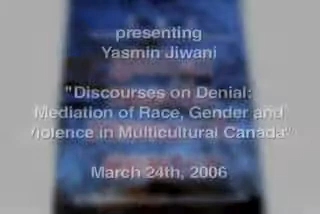 presenting
Yasmin Jiwani
"Discourses on Denial:
Mediation of Race, Gender and
Violence in Multicultural Canada"
March 24th, 2006